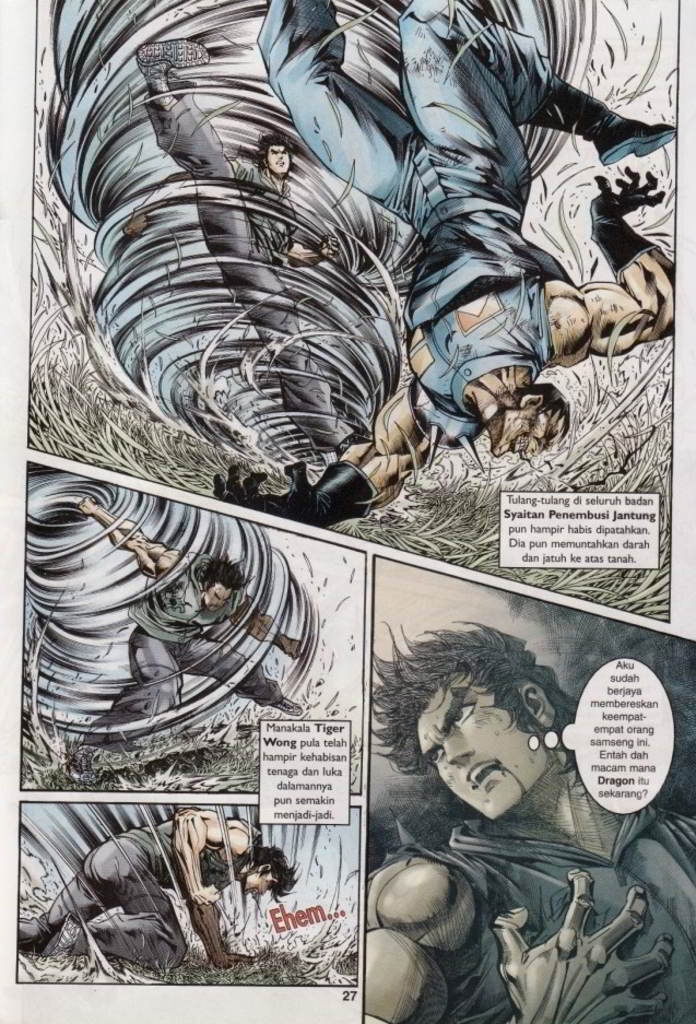 Tulang-tulang di seluruh badan
Syaitan Penembusi Jantung
pun hampir habis dipatahkan.
Dia pun memuntahkan darah
dan jatuh ke atas tanah.
Manakala Tiger
Wong pula telah
hampir kehabisan
tenaga dan luka
dalamannya
pun semakin
menjadi-jadi.
Aku
sudah
berjaya
membereskan
keempat-
empat orang
samseng ini.
Entah dah
macam mana
Dragon itu
sekarang?
Ehem...
27